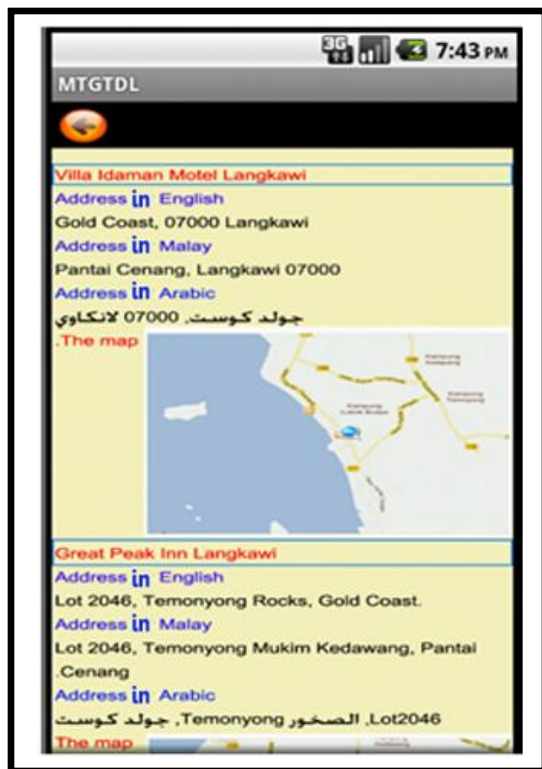 3G 7:43 PM
MTGTDL
Villa Idaman Motel Langkawi
Address in English
Gold Coast, 07000 Langkawi
Address in Malay
Pantai Cenang, Langkawi 07000
Address in Arabic
جولد كوست, 07000 لانكاوي
.The map
Great Peak Inn Langkawi
Address in English
Lot 2046, Temonyong Rocks, Gold Coast.
Address in Malay
Lot 2046, Temonyong Mukim Kedawang, Pantai
.Cenang
Address in Arabic
Lot2046, الصخور Temonyong, جولد كوست
The map